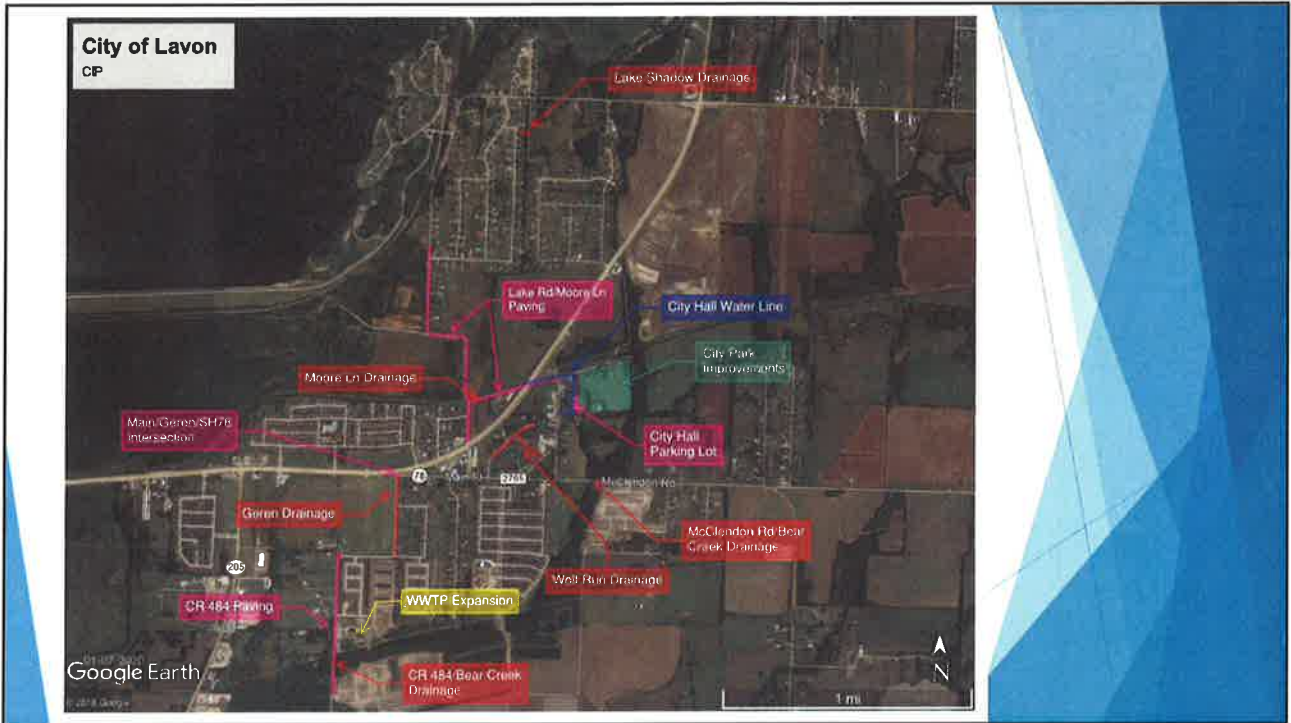 City of Lavon
CIP
Lake Shadow Drainage
Lake Rd/Moore Ln
Paving
City Hall Water Line
City Park
Improvements
Moore Ln Drainage
Main/Geren/SH78
Intersection
City Hall
Parking Lot
78
2755
McClendon Rd
Geren Drainage
McClendon Rd/Bear
Creek Drainage
205
Wolf Run Drainage
WWTP Expansion
CR 484 Paving
Google Earth
CR 484/Bear Creek
Drainage
N
1 mi